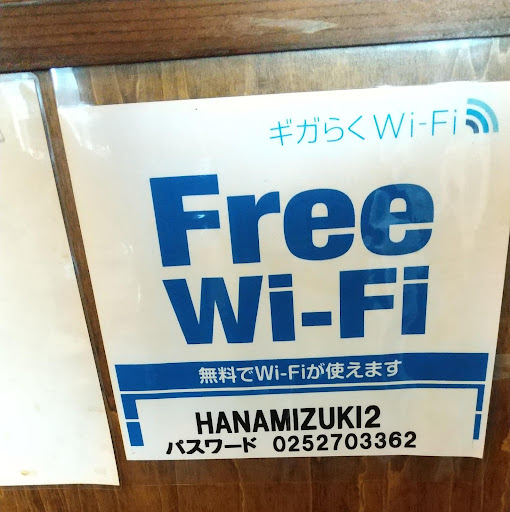 ギガらくWi-Fi
Free
Wi-Fi
無料でWi-Fiが使えます
HANAMIZUKI2
パスワード 0252703362